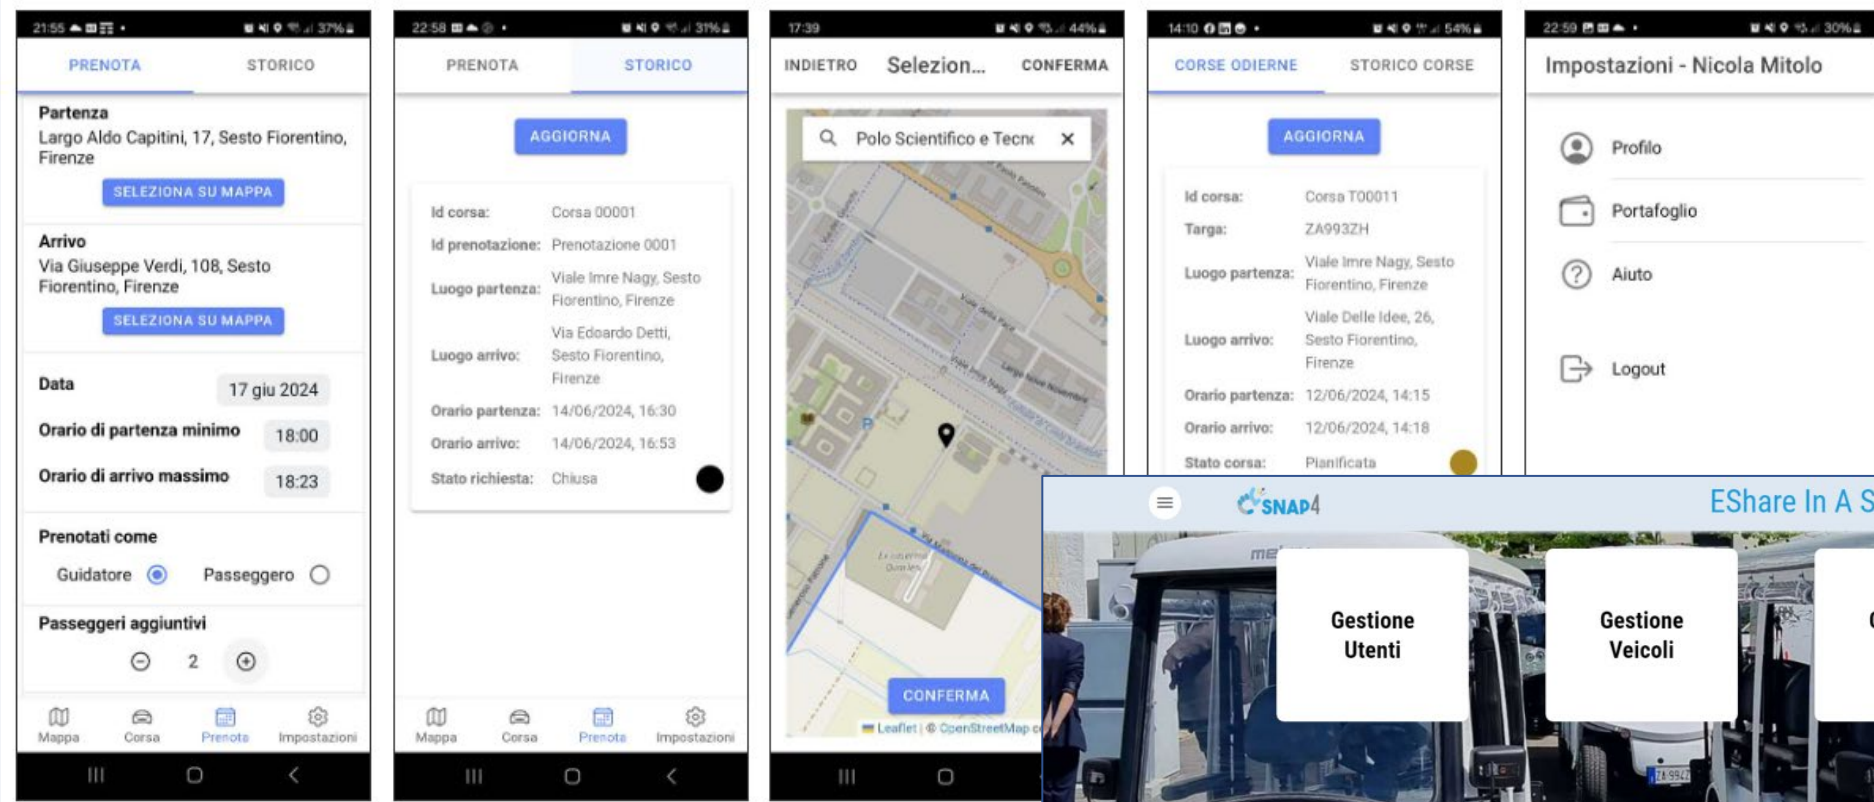 21:55
37%
PRENOTA
STORICO
Partenza
Largo Aldo Capitini, 17, Sesto Fiorentino,
Firenze
SELEZIONA SU MAPPA
Arrivo
Via Giuseppe Verdi, 108, Sesto
Fiorentino, Firenze
SELEZIONA SU MAPPA
Data
17 giu 2024
Orario di partenza minimo
18:00
Orario di arrivo massimo
18:23
Prenotati come
Guidatore
Passeggero
Passeggeri aggiuntivi
2
Mappa
Corsa
Prenota
Impostazioni
22:58
31%
PRENOTA
STORICO
AGGIORNA
Id corsa: Corsa 00001
Id prenotazione: Prenotazione 0001
Luogo partenza: Viale Imre Nagy, Sesto
Fiorentino, Firenze
Luogo arrivo: Via Edoardo Detti,
Sesto Fiorentino,
Firenze
Orario partenza: 14/06/2024, 16:30
Orario arrivo: 14/06/2024, 16:53
Stato richiesta: Chiusa
Mappa
Corsa
Prenota
Impostazioni
17:39
44%
INDIETRO
Selezion...
CONFERMA
Polo Scientifico e Tecn
Viale della Pace
Viale Imre Nagy
Largo Nove Novembre
P
CONFERMA
Leaflet | © OpenStreetMap
14:10
54%
CORSE ODIERNE
STORICO CORSE
AGGIORNA
Id corsa: Corsa T00011
Targa: ZA993ZH
Luogo partenza: Viale Imre Nagy, Sesto
Fiorentino, Firenze
Luogo arrivo: Viale Delle Idee, 26,
Sesto Fiorentino,
Firenze
Orario partenza: 12/06/2024, 14:15
Orario arrivo: 12/06/2024, 14:18
Stato corsa: Pianificata
22:59
30%
Impostazioni - Nicola Mitolo
Profilo
Portafoglio
Aiuto
Logout
SNAP4
EShare In A S
Gestione
Utenti
Gestione
Veicoli